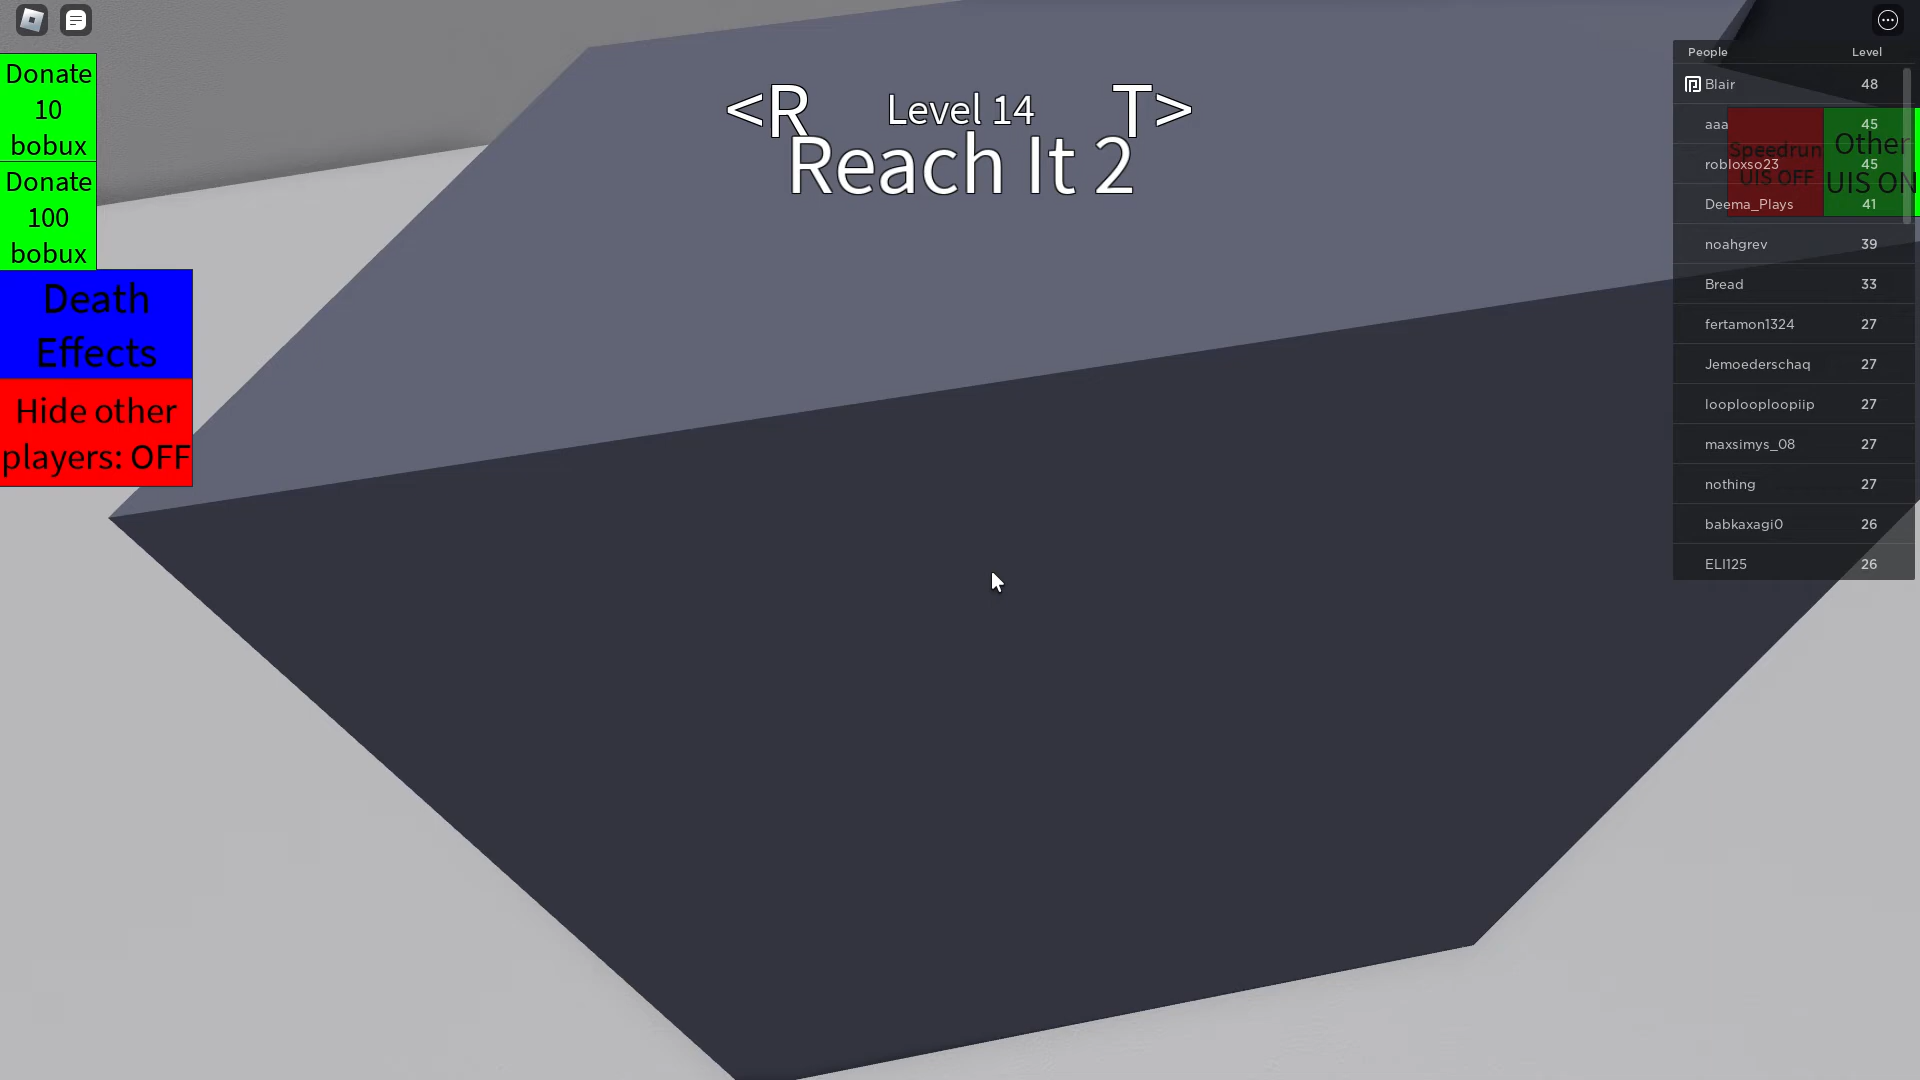 Donate
10
bobux
Donate
100
bobux
Death
Effects
Hide other
players: OFF
<R Level 14 T>
Reach It 2
People Level
Blair 48
aaa 45
robloxso23 45
Deema_Plays 41
noahgrev 39
Bread 33
fertamon1324 27
Jemoederschaq 27
looplooploopiip 27
maxsimys_08 27
nothing 27
babkaxagi0 26
ELI125 26
Speedrun
UIS OFF
Other
UIS ON